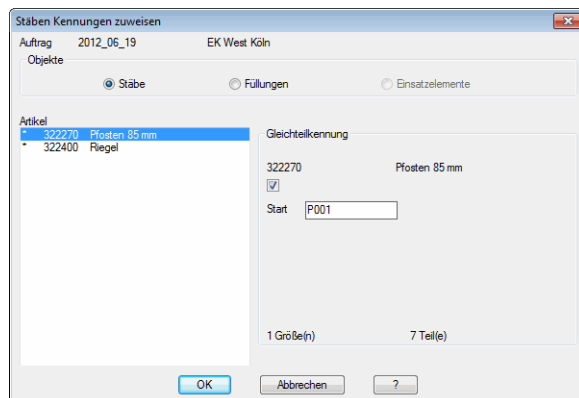 Stäben Kennungen zuweisen
Auftrag 2012_06_19 EK West Köln
Objekte
Stäbe Füllungen Einsatzelemente
Artikel
* 322270 Pfosten 85 mm
* 322400 Riegel
Gleichteilkennung
322270 Pfosten 85 mm
Start P001
1 Größe(n) 7 Teil(e)
OK Abbrechen ?